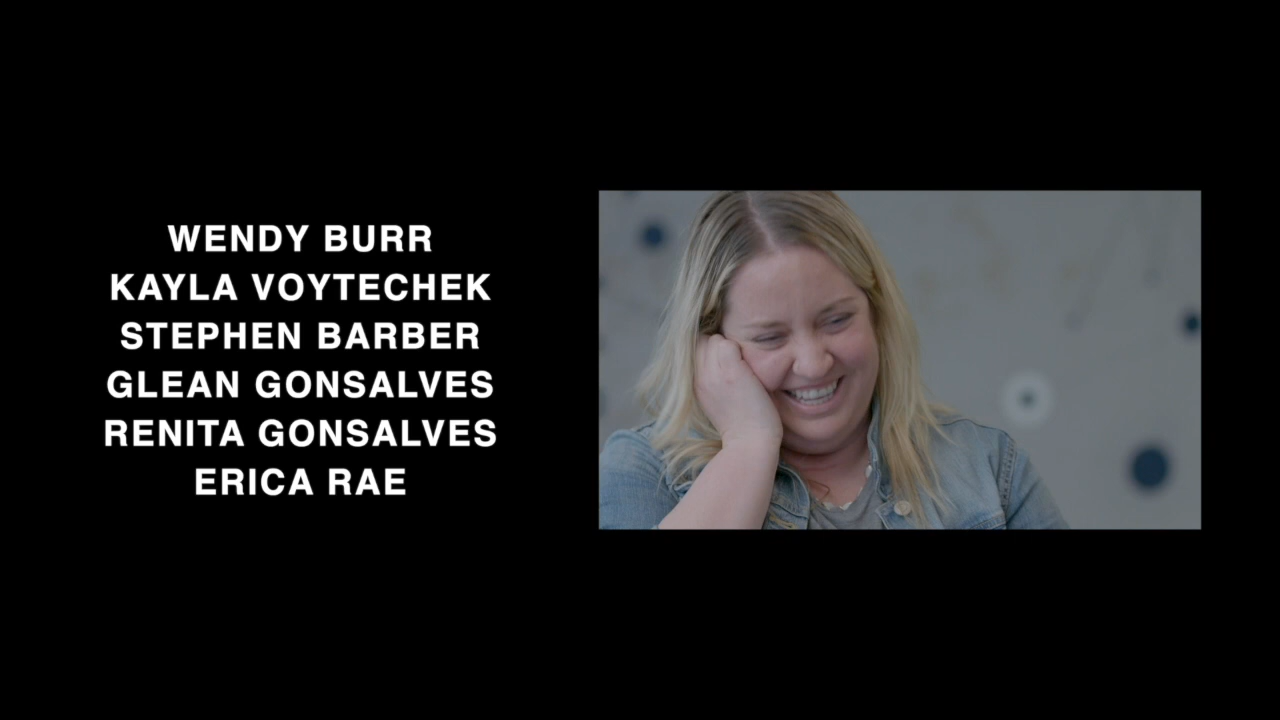 WENDY BURR
KAYLA VOYTECHEK
STEPHEN BARBER
GLEAN GONSALVES
RENITA GONSALVES
ERICA RAE